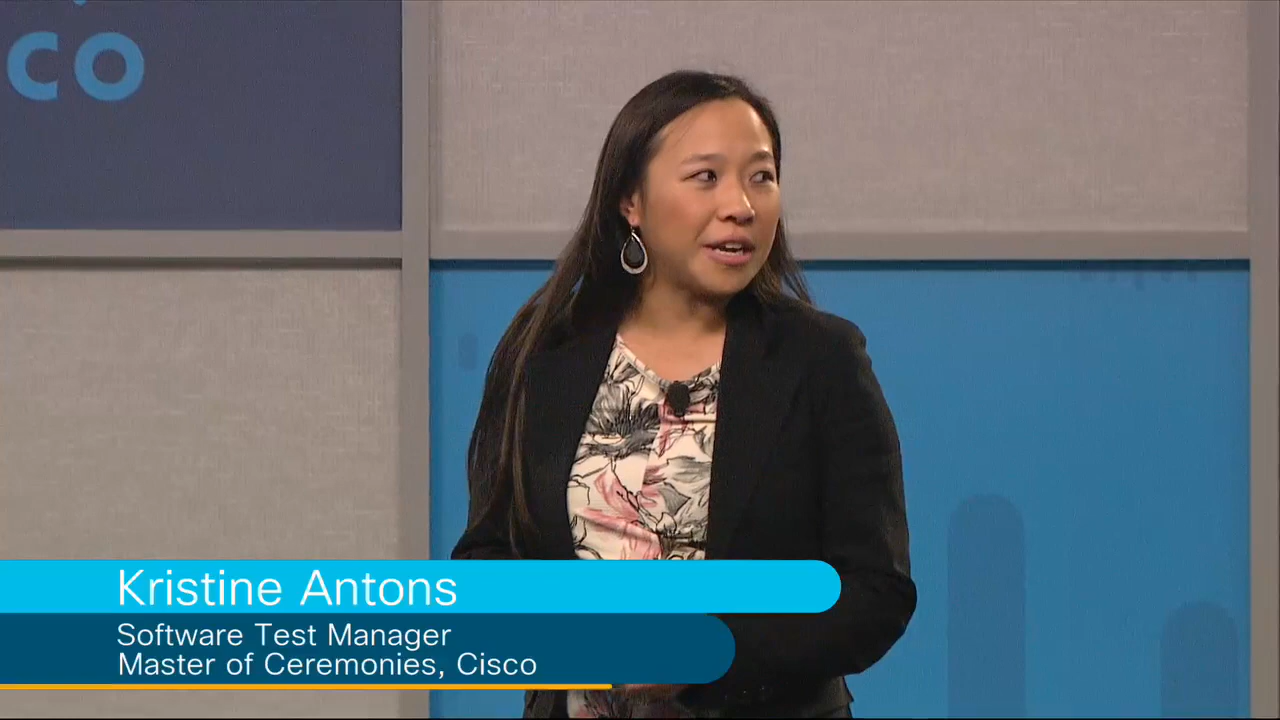 co
Kristine Antons
Software Test Manager
Master of Ceremonies, Cisco